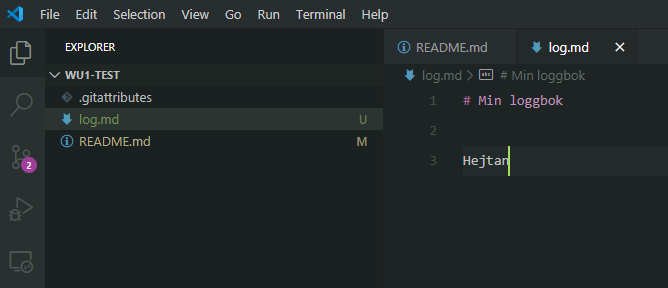 File Edit Selection View Go Run Terminal Help
EXPLORER
WU1-TEST
.gitattributes
log.md U
README.md M
2
README.md log.md
log.md > # Min loggbok
1 # Min loggbok
2
3 Hejtan